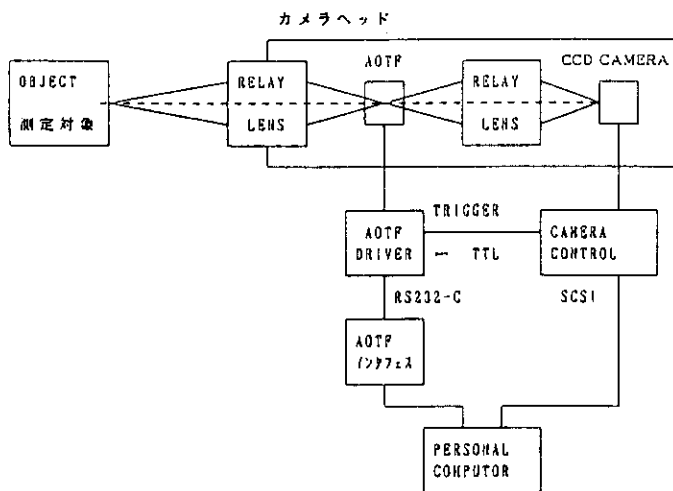 カメラヘッド
OBJECT
測定対象
RELAY
LENS
AOTF
RELAY
LENS
CCD CAMERA
AOTF
DRIVER
TRIGGER
← TTL
CAMERA
CONTROL
RS232-C
SCSI
AOTF
インタフェス
PERSONAL
COMPUTOR